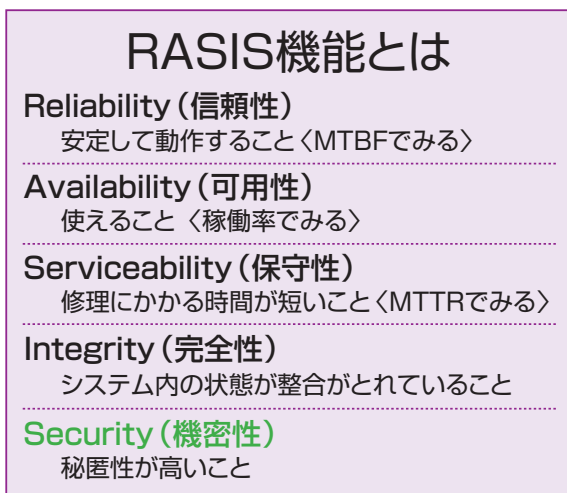 RASIS機能とは
Reliability（信頼性）
安定して動作すること〈MTBFでみる〉
Availability（可用性）
使えること〈稼働率でみる〉
Serviceability（保守性）
修理にかかる時間が短いこと〈MTTRでみる〉
Integrity（完全性）
システム内の状態が整合がとれていること
Security（機密性）
秘匿性が高いこと